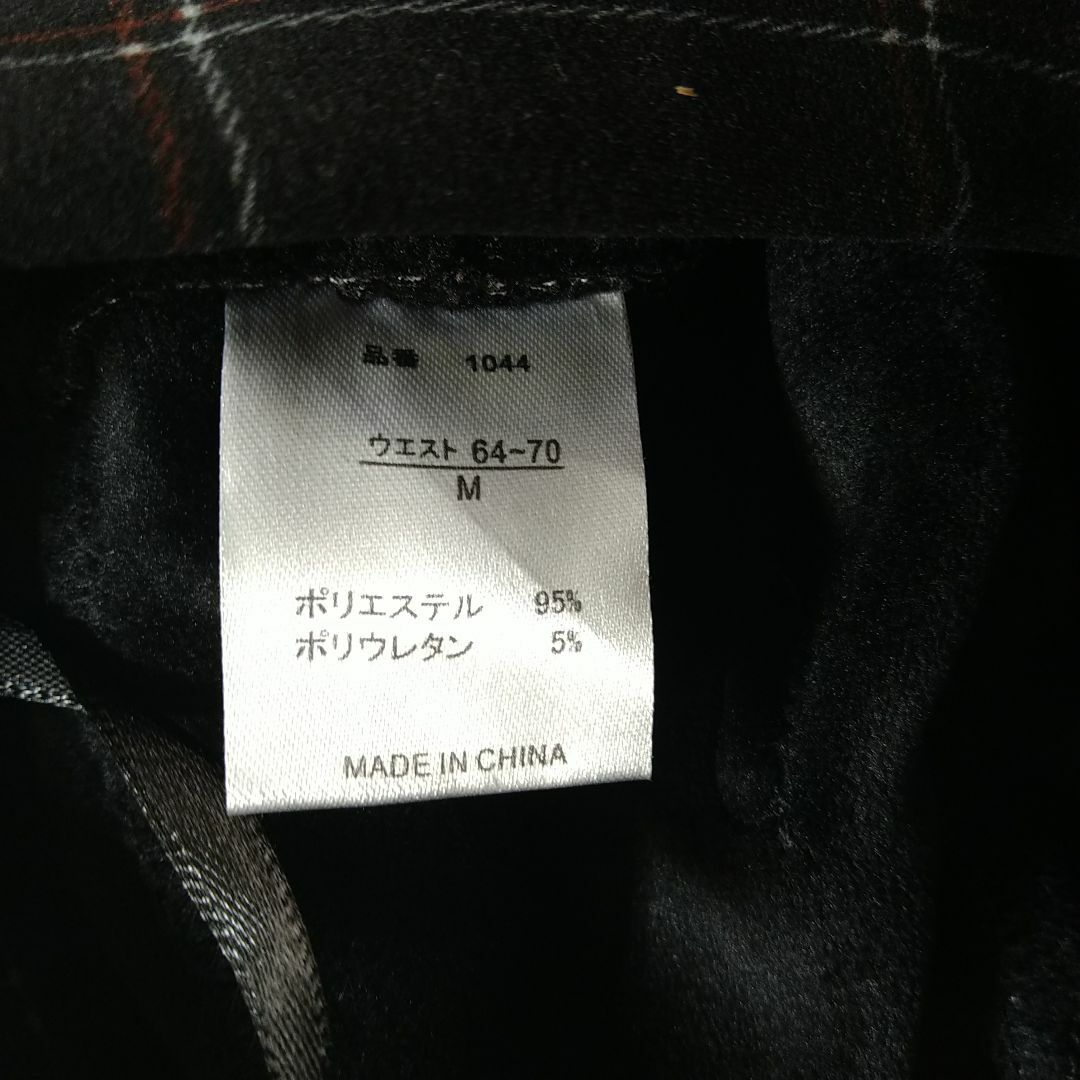 品番 1044
ウエスト 64~70
M
ポリエステル 95%
ポリウレタン 5%
MADE IN CHINA